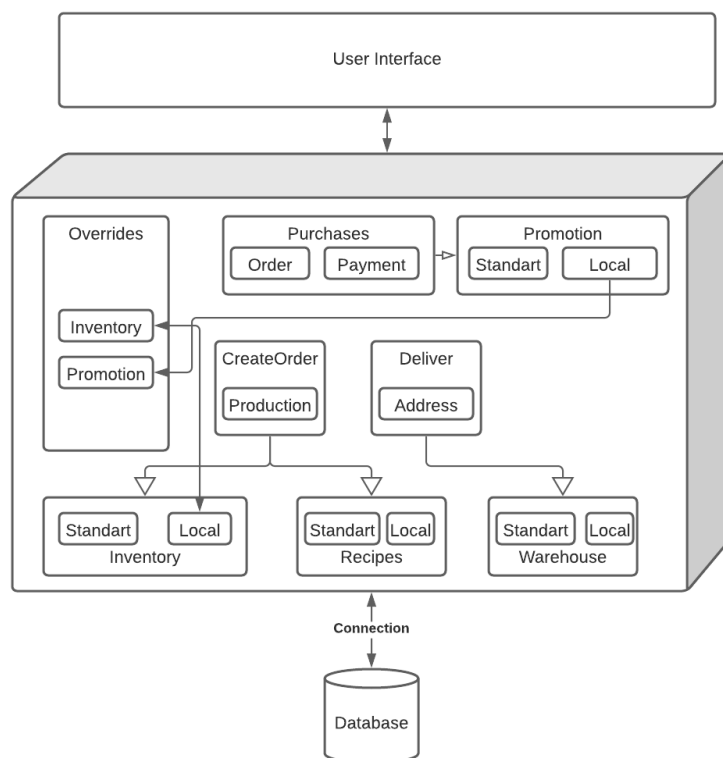 User Interface
Overrides
Inventory
Promotion
Purchases
Order
Payment
Promotion
Standart
Local
CreateOrder
Production
Deliver
Address
Standart
Local
Inventory
Standart
Local
Recipes
Standart
Local
Warehouse
Connection
Database